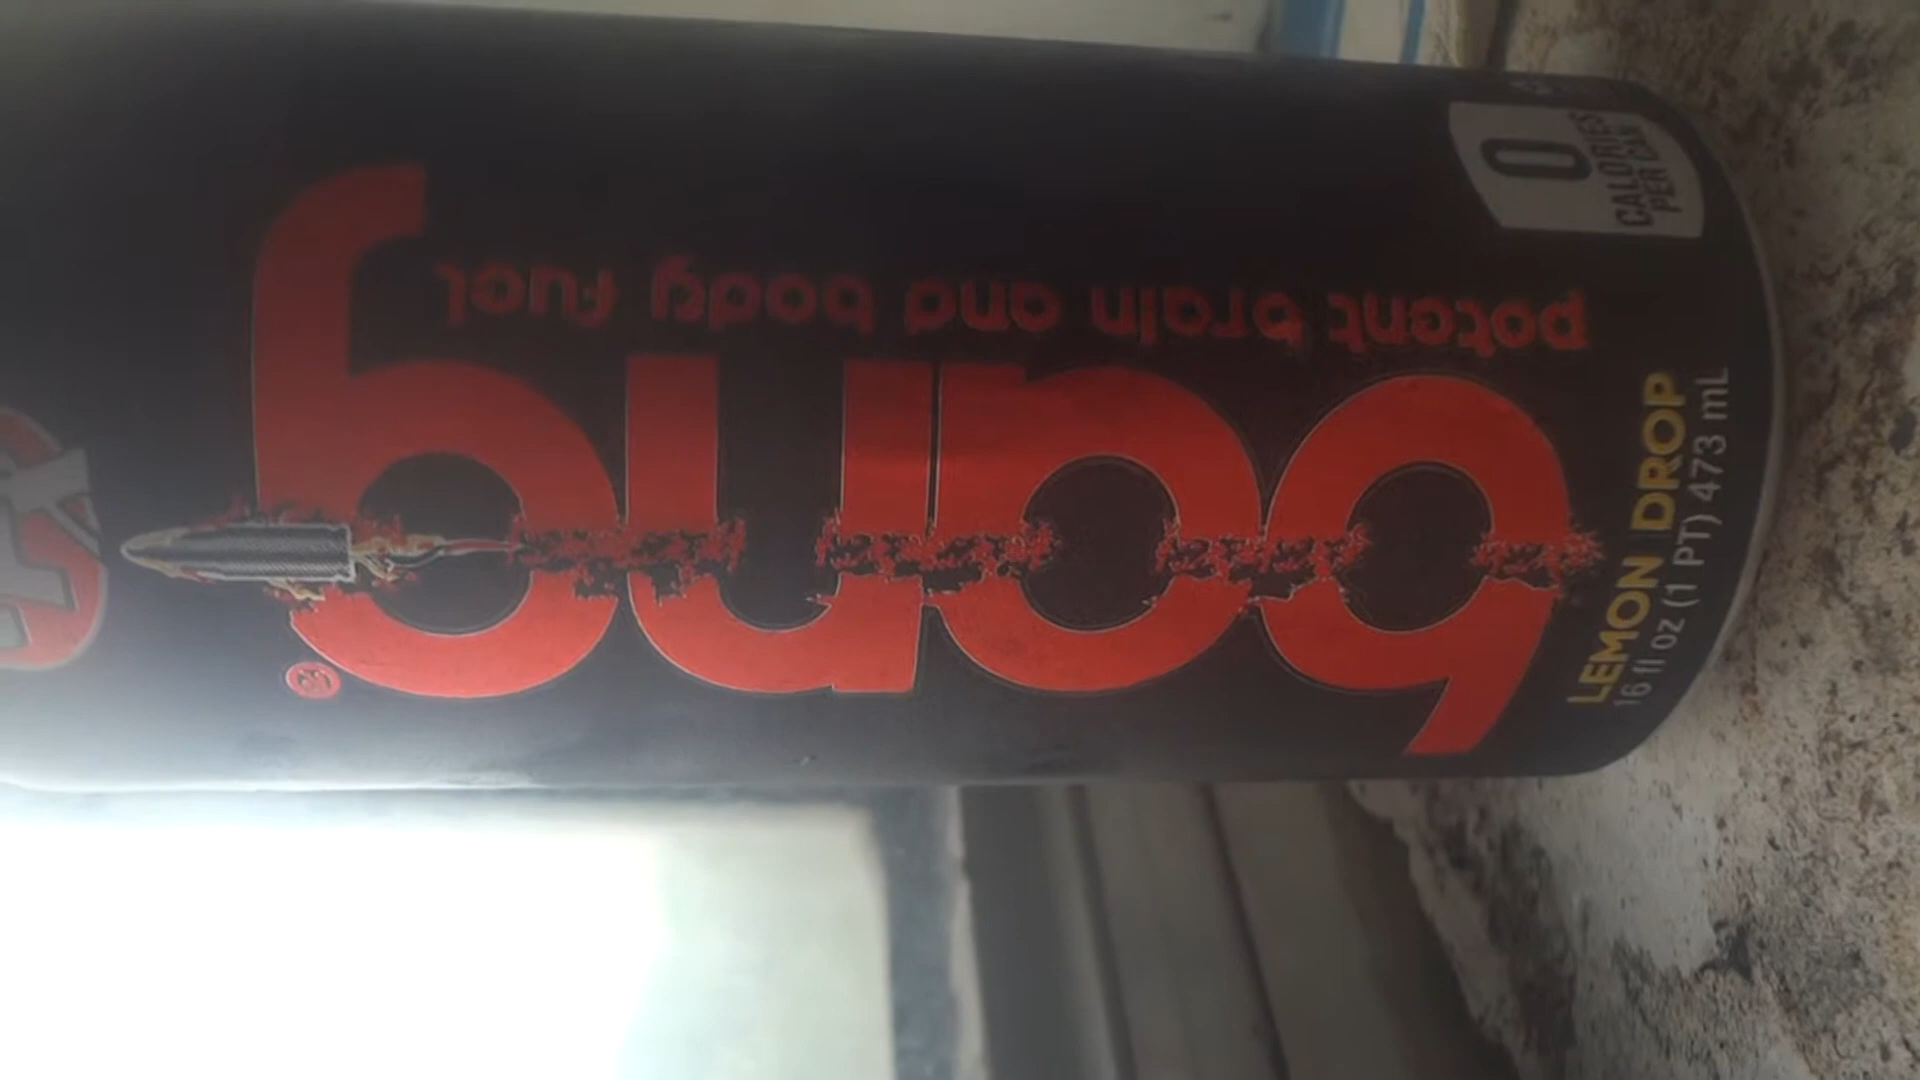 bang
®
potent brain and body fuel
LEMON DROP
16 fl oz (1 PT) 473 mL
0
CALORIES
PER CAN